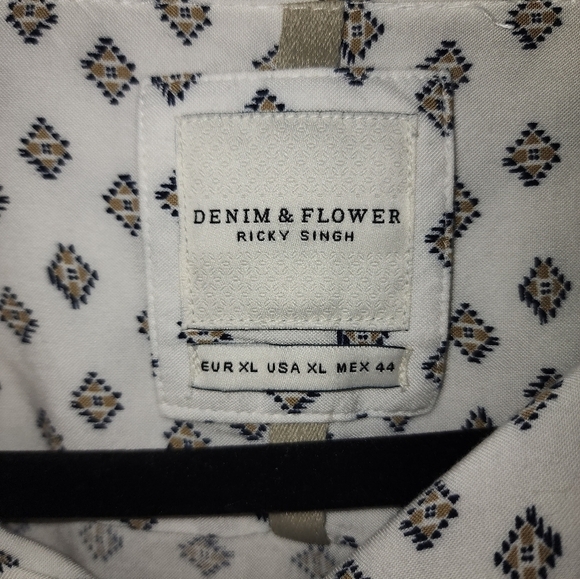 DENIM & FLOWER
RICKY SINGH
EUR XL USA XL MEX 44